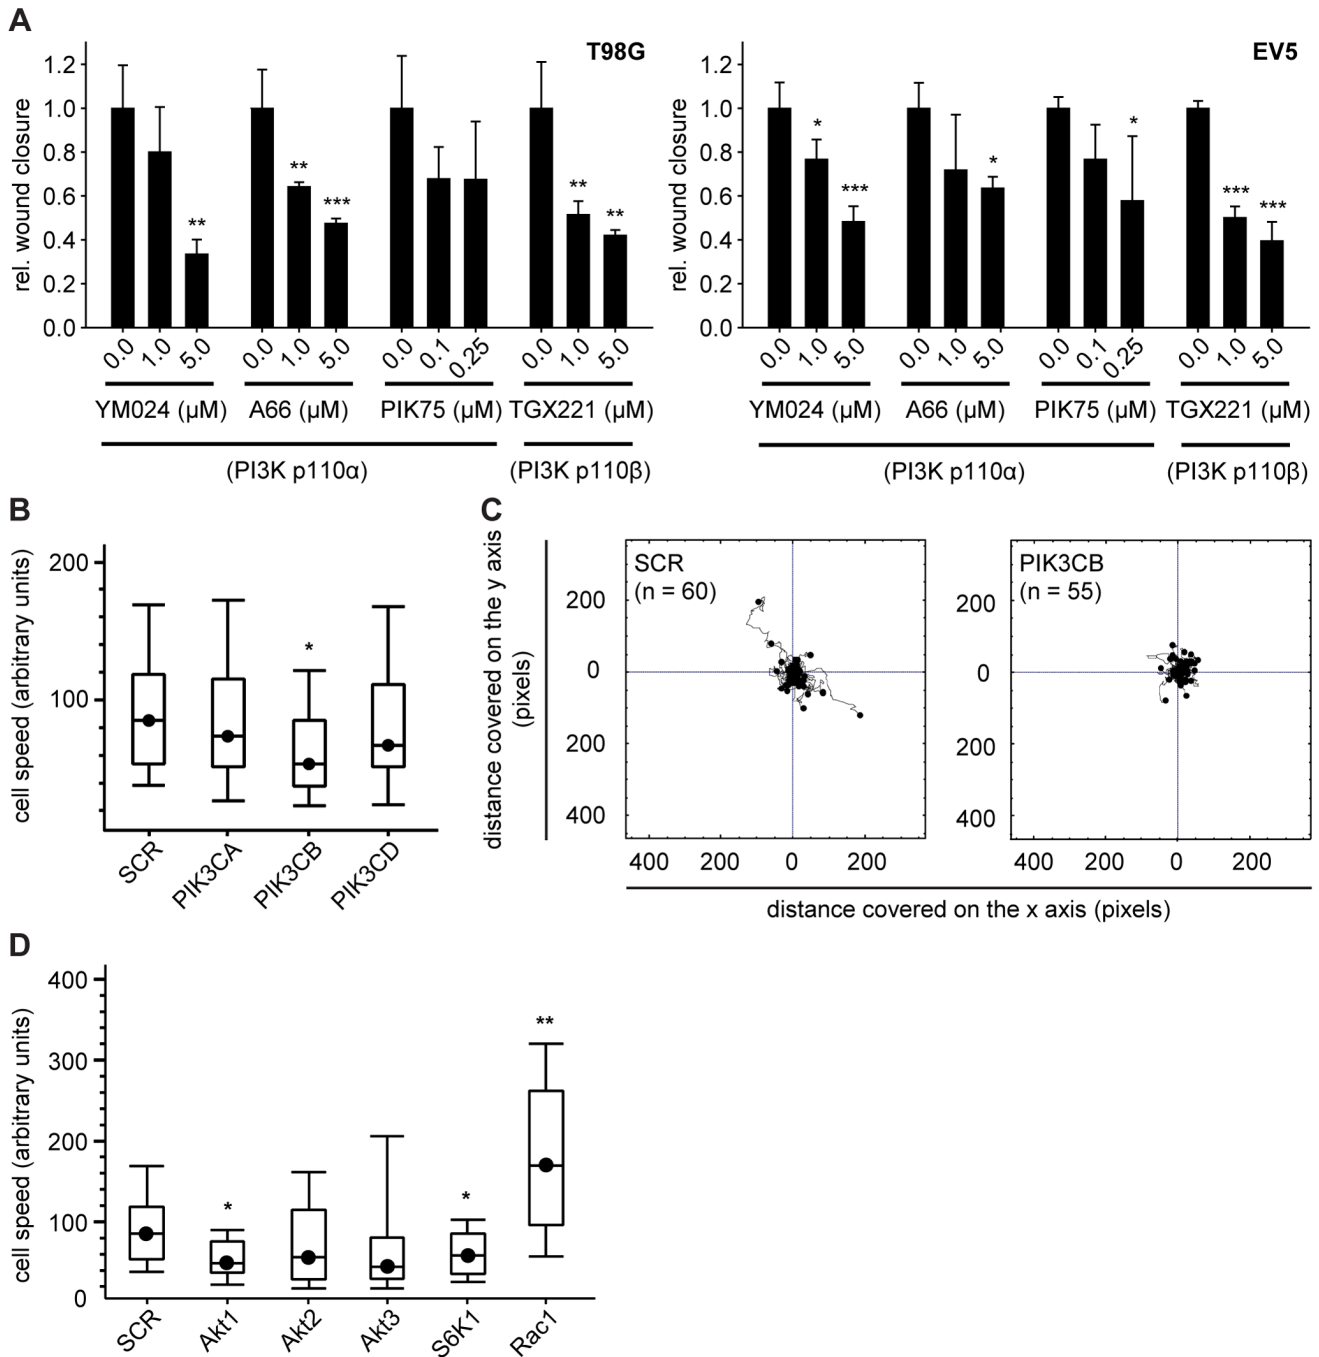 A
T98G
rel. wound closure
1.2
1.0
0.8
0.6
0.4
0.2
0.0
** ** *** ** **
0.0 1.0 5.0 0.0 1.0 5.0 0.0 0.1 0.25 0.0 1.0 5.0
YM024 (µM) A66 (µM) PIK75 (µM) TGX221 (µM)
(PI3K p110α) (PI3K p110β)
EV5
rel. wound closure
1.2
1.0
0.8
0.6
0.4
0.2
0.0
* *** * * *** ***
0.0 1.0 5.0 0.0 1.0 5.0 0.0 0.1 0.25 0.0 1.0 5.0
YM024 (µM) A66 (µM) PIK75 (µM) TGX221 (µM)
(PI3K p110α) (PI3K p110β)
B
cell speed (arbitrary units)
200
100
*
SCR PIK3CA PIK3CB PIK3CD
C
distance covered on the y axis
(pixels)
SCR
(n = 60)
200
0
200
400
400 200 0 200
PIK3CB
(n = 55)
200
0
200
400
400 200 0 200
distance covered on the x axis (pixels)
D
cell speed (arbitrary units)
400
300
200
100
0
* * **
SCR Akt1 Akt2 Akt3 S6K1 Rac1